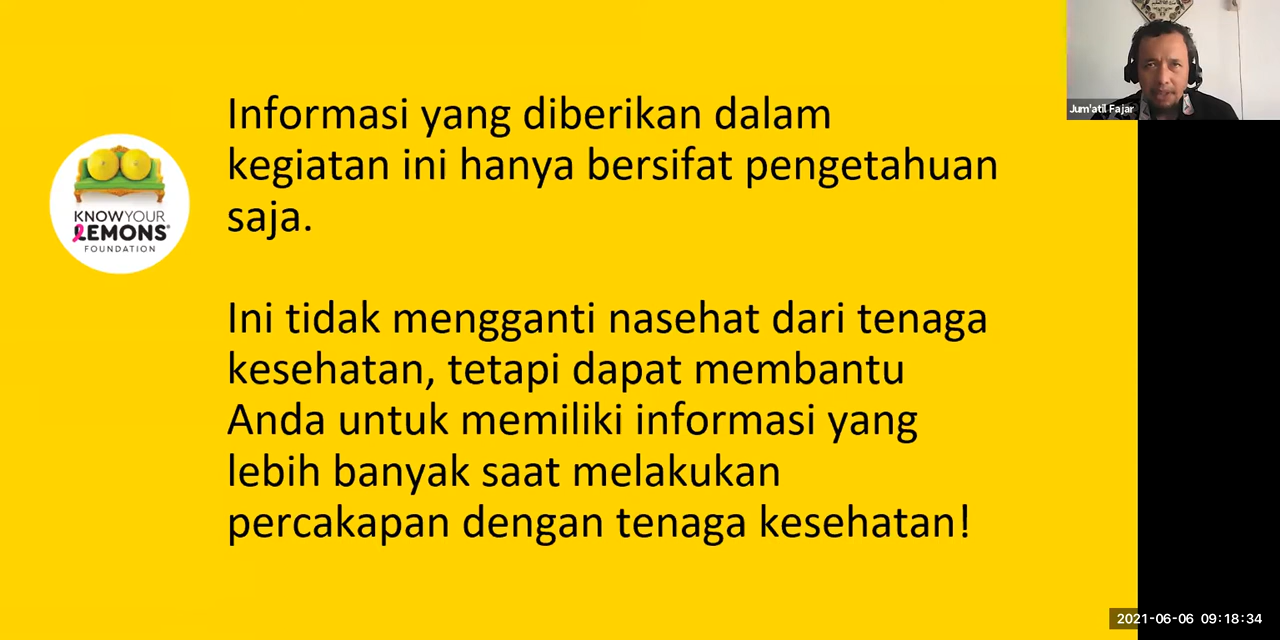 Informasi yang diberikan dalam
kegiatan ini hanya bersifat pengetahuan
saja.
Ini tidak mengganti nasehat dari tenaga
kesehatan, tetapi dapat membantu
Anda untuk memiliki informasi yang
lebih banyak saat melakukan
percakapan dengan tenaga kesehatan!
KNOWYOUR
LEMONS®
FOUNDATION
Jum'atil Fajar
2021-06-06 09:18:34